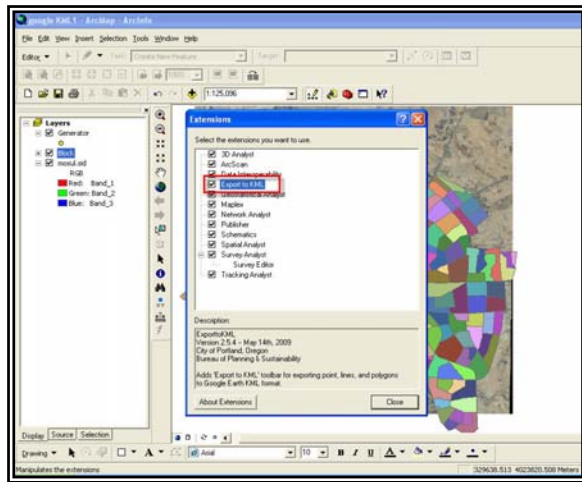 google KML1 - ArcMap - ArcInfo
File Edit View Insert Selection Tools Window Help
Editor Task: Create New Feature Target:
100%
1:125,096
Layers
Generator
Block
mosul.sid
RGB
Red: Band_1
Green: Band_2
Blue: Band_3
Extensions
Select the extensions you want to use.
3D Analyst
ArcScan
Data Interoperability
Export to KML
Maplex
Network Analyst
Publisher
Schematics
Spatial Analyst
Survey Analyst
Survey Editor
Tracking Analyst
Description:
ExporttoKML
Version 2.5.4 - May 14th, 2009
City of Portland, Oregon
Bureau of Planning & Sustainability
Adds 'Export to KML' toolbar for exporting point, lines, and polygons
to Google Earth KML format.
About Extensions Close
Display Source Selection
Drawing A Arial 10 B I U A
Manipulates the extensions 329638.513 4023820.508 Meters